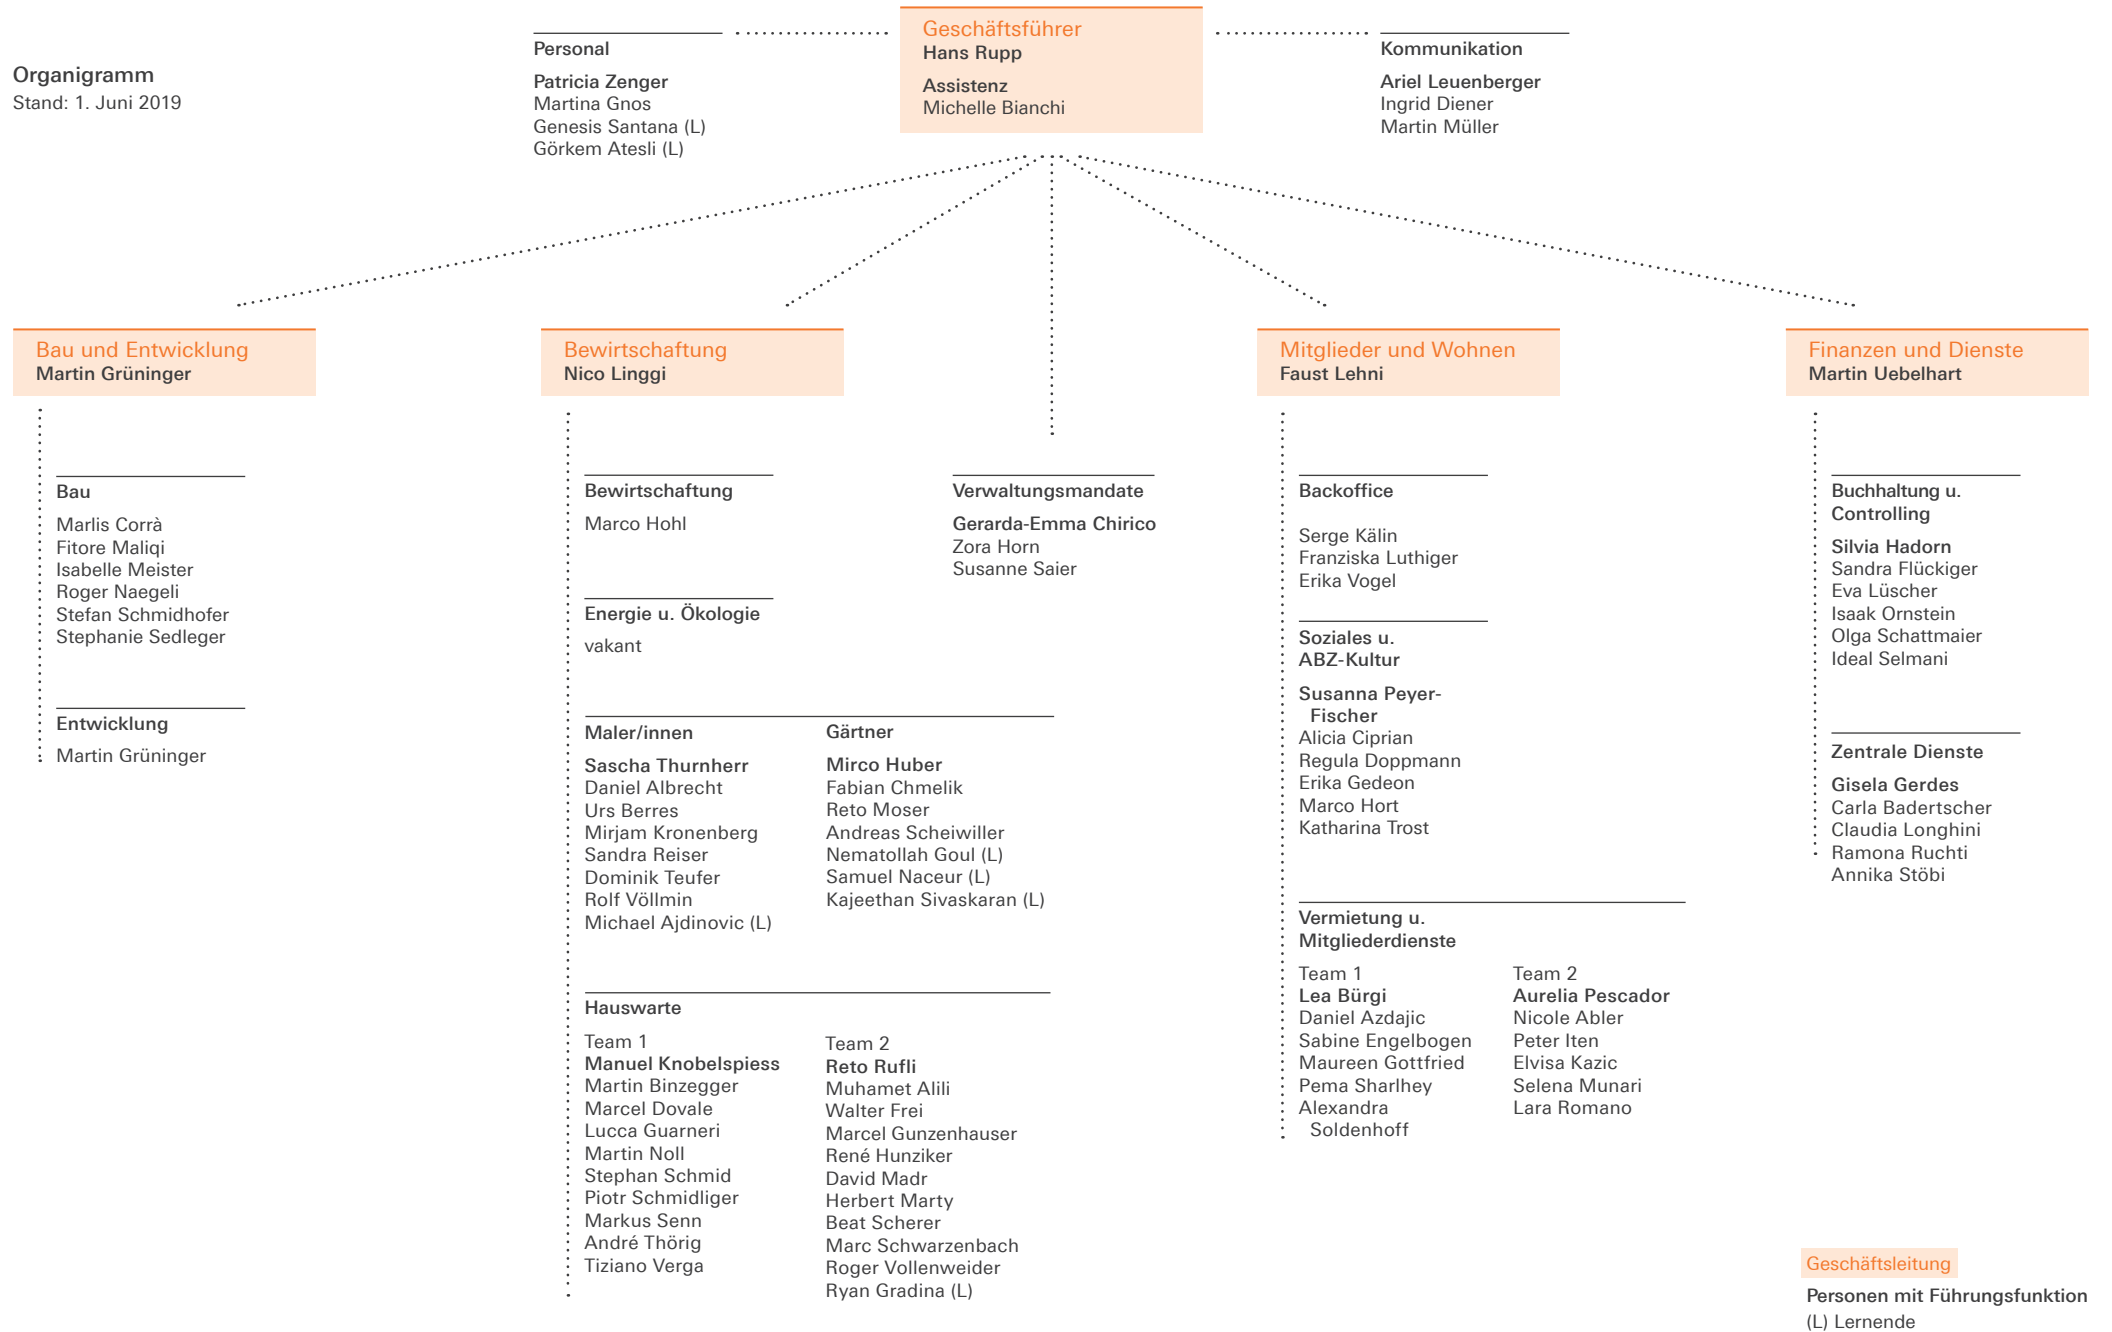 Organigramm
Stand: 1. Juni 2019
Personal
Patricia Zenger
Martina Gnos
Genesis Santana (L)
Görkem Atesli (L)
Geschäftsführer
Hans Rupp
Assistenz
Michelle Bianchi
Kommunikation
Ariel Leuenberger
Ingrid Diener
Martin Müller
Bau und Entwicklung
Martin Grüninger
Bau
Marlis Corrà
Fitore Maliqi
Isabelle Meister
Roger Naegeli
Stefan Schmidhofer
Stephanie Sedleger
Entwicklung
Martin Grüninger
Bewirtschaftung
Nico Linggi
Bewirtschaftung
Marco Hohl
Energie u. Ökologie
vakant
Maler/innen
Sascha Thurnherr
Daniel Albrecht
Urs Berres
Mirjam Kronenberg
Sandra Reiser
Dominik Teufer
Rolf Völlmin
Michael Ajdinovic (L)
Gärtner
Mirco Huber
Fabian Chmelik
Reto Moser
Andreas Scheiwiller
Nematollah Goul (L)
Samuel Naceur (L)
Kajeethan Sivaskaran (L)
Hauswarte
Team 1
Manuel Knobelspiess
Martin Binzegger
Marcel Dovale
Lucca Guarneri
Martin Noll
Stephan Schmid
Piotr Schmidliger
Markus Senn
André Thörig
Tiziano Verga
Team 2
Reto Rufli
Muhamet Alili
Walter Frei
Marcel Gunzenhauser
René Hunziker
David Madr
Herbert Marty
Beat Scherer
Marc Schwarzenbach
Roger Vollenweider
Ryan Gradina (L)
Verwaltungsmandate
Gerarda-Emma Chirico
Zora Horn
Susanne Saier
Mitglieder und Wohnen
Faust Lehni
Backoffice
Serge Kälin
Franziska Luthiger
Erika Vogel
Soziales u.
ABZ-Kultur
Susanna Peyer-
Fischer
Alicia Ciprian
Regula Doppmann
Erika Gedeon
Marco Hort
Katharina Trost
Vermietung u.
Mitgliederdienste
Team 1
Lea Bürgi
Daniel Azdajic
Sabine Engelbogen
Maureen Gottfried
Pema Sharlhey
Alexandra
Soldenhoff
Team 2
Aurelia Pescador
Nicole Abler
Peter Iten
Elvisa Kazic
Selena Munari
Lara Romano
Finanzen und Dienste
Martin Uebelhart
Buchhaltung u.
Controlling
Silvia Hadorn
Sandra Flückiger
Eva Lüscher
Isaak Ornstein
Olga Schattmaier
Ideal Selmani
Zentrale Dienste
Gisela Gerdes
Carla Badertscher
Claudia Longhini
Ramona Ruchti
Annika Stöbi
Geschäftsleitung
Personen mit Führungsfunktion
(L) Lernende